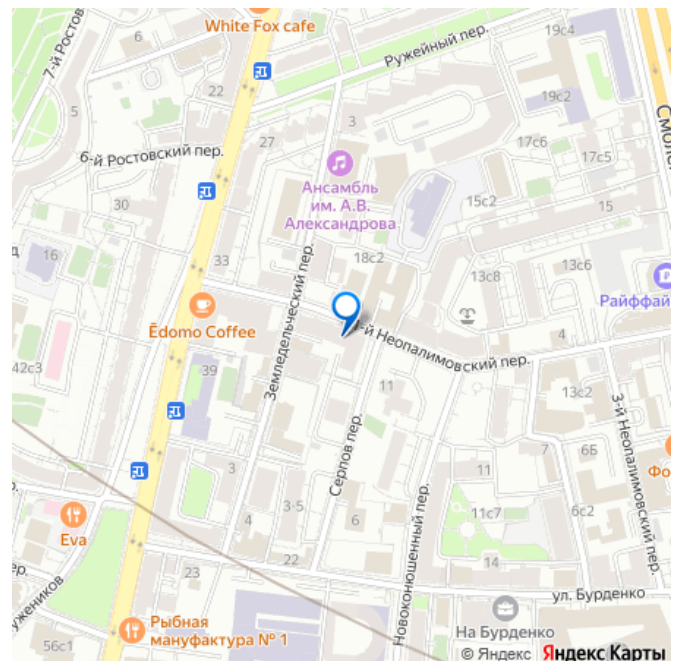 White Fox cafe
7-й Ростов
6
22
Ружейный пер.
19с4
19с2
5
6-й Ростовский пер.
27
3
17с6
17с5
Смолен
Ансамбль
им. А.В.
Александрова
30
15с2
15
16
33
18с2
13с8
13с6
Райффай
Ēdomo Coffee
Земледельческий пер.
-й Неопалимовский пер.
4
42с3
39
11
13с2
3-й Неопалимовский пер.
Серпов пер.
7
6Б
Фо
3
3-5
11
Eva
4
6
11с7
6с2
Новоконюшенный пер.
22
14
23
ул. Бурденко
ер.
ужеников
Рыбная
мануфактура № 1
На Бурденко
56с1
© Яндекс Яндекс Карты